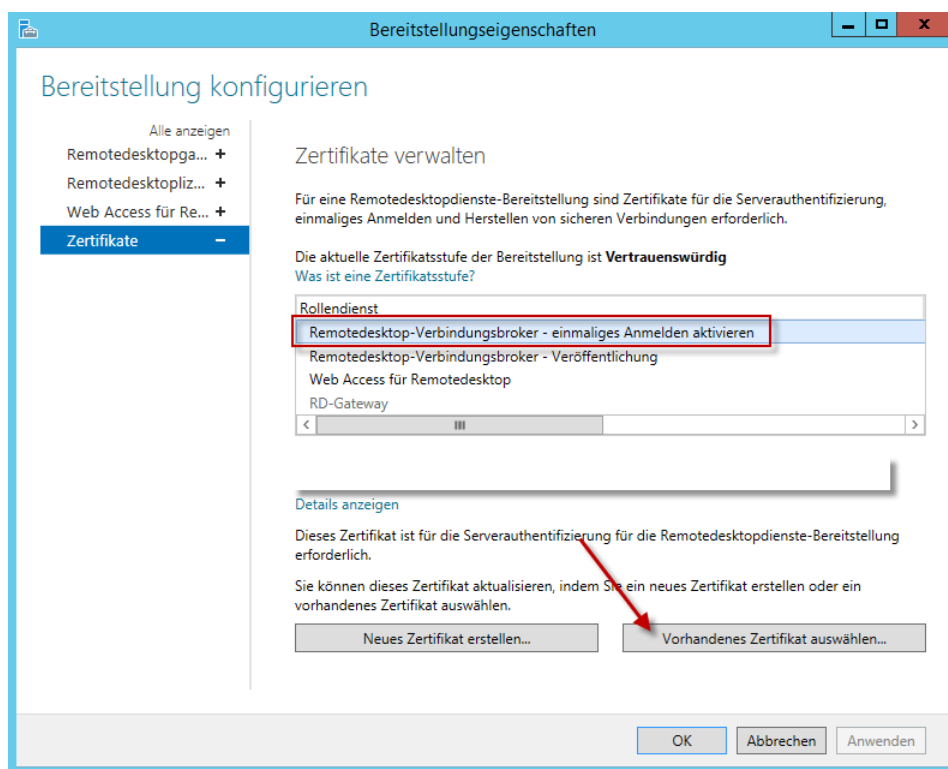 Bereitstellungseigenschaften
Bereitstellung konfigurieren
Alle anzeigen
Remotedesktopga... +
Remotedesktopliz... +
Web Access für Re... +
Zertifikate –
Zertifikate verwalten
Für eine Remotedesktopdienste-Bereitstellung sind Zertifikate für die Serverauthentifizierung,
einmaliges Anmelden und Herstellen von sicheren Verbindungen erforderlich.
Die aktuelle Zertifikatsstufe der Bereitstellung ist Vertrauenswürdig
Was ist eine Zertifikatsstufe?
Rollendienst
Remotedesktop-Verbindungsbroker - einmaliges Anmelden aktivieren
Remotedesktop-Verbindungsbroker - Veröffentlichung
Web Access für Remotedesktop
RD-Gateway
Details anzeigen
Dieses Zertifikat ist für die Serverauthentifizierung für die Remotedesktopdienste-Bereitstellung
erforderlich.
Sie können dieses Zertifikat aktualisieren, indem Sie ein neues Zertifikat erstellen oder ein
vorhandenes Zertifikat auswählen.
Neues Zertifikat erstellen...
Vorhandenes Zertifikat auswählen...
OK
Abbrechen
Anwenden